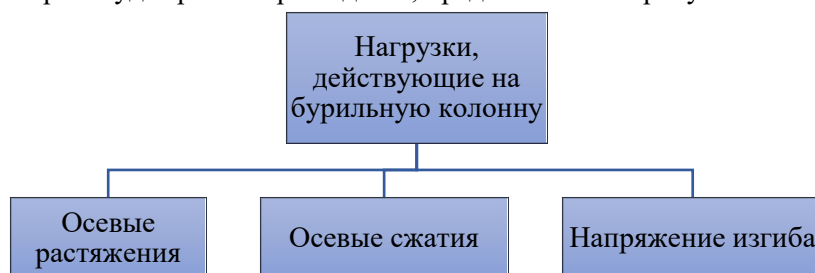 Нагрузки,
действующие на
бурильную колонну
Осевые
растяжения
Осевые сжатия
Напряжение изгиба